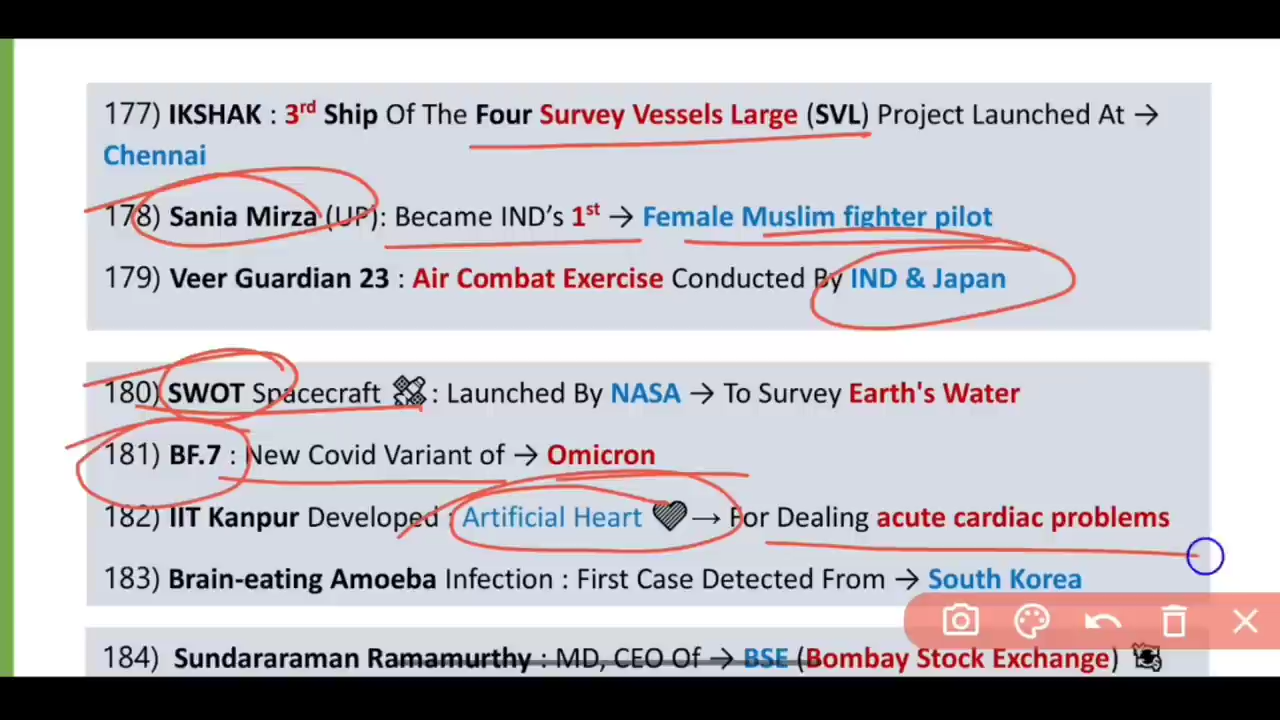 177) IKSHAK : 3rd Ship Of The Four Survey Vessels Large (SVL) Project Launched At →
Chennai
178) Sania Mirza (UP): Became IND’s 1st → Female Muslim fighter pilot
179) Veer Guardian 23 : Air Combat Exercise Conducted By IND & Japan
180) SWOT Spacecraft : Launched By NASA → To Survey Earth's Water
181) BF.7 : New Covid Variant of → Omicron
182) IIT Kanpur Developed : Artificial Heart → For Dealing acute cardiac problems
183) Brain-eating Amoeba Infection : First Case Detected From → South Korea
184) Sundararaman Ramamurthy : MD, CEO Of → BSE (Bombay Stock Exchange)